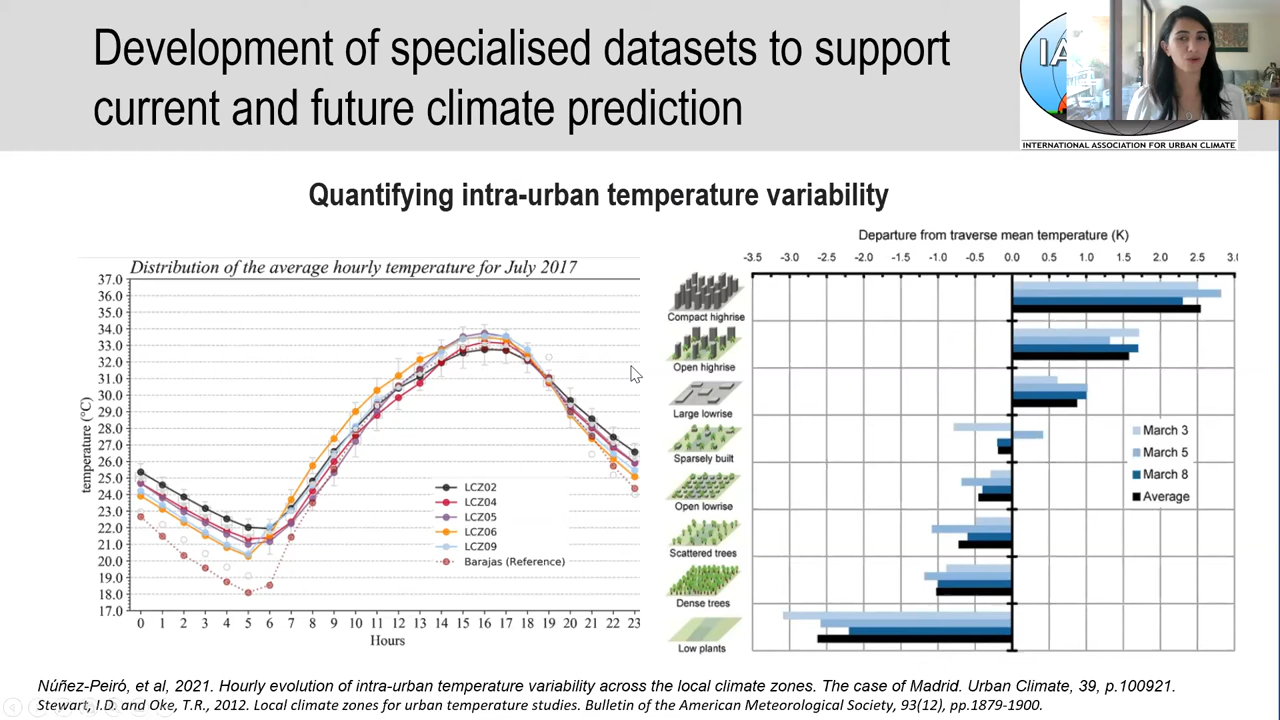 Development of specialised datasets to support
current and future climate prediction
IA
INTERNATIONAL ASSOCIATION FOR URBAN CLIMATE
Quantifying intra-urban temperature variability
Distribution of the average hourly temperature for July 2017
37.0
36.0
35.0
34.0
33.0
32.0
31.0
30.0
29.0
28.0
27.0
26.0
25.0
24.0
23.0
22.0
21.0
20.0
19.0
18.0
17.0
temperature (°C)
LCZ02
LCZ04
LCZ05
LCZ06
LCZ09
Barajas (Reference)
0 1 2 3 4 5 6 7 8 9 10 11 12 13 14 15 16 17 18 19 20 21 22 23
Hours
Departure from traverse mean temperature (K)
-3.5 -3.0 -2.5 -2.0 -1.5 -1.0 -0.5 0.0 0.5 1.0 1.5 2.0 2.5 3.
Compact highrise
Open highrise
Large lowrise
Sparsely built
Open lowrise
Scattered trees
Dense trees
Low plants
March 3
March 5
March 8
Average
Núñez-Peiró, et al, 2021. Hourly evolution of intra-urban temperature variability across the local climate zones. The case of Madrid. Urban Climate, 39, p.100921.
Stewart, I.D. and Oke, T.R., 2012. Local climate zones for urban temperature studies. Bulletin of the American Meteorological Society, 93(12), pp.1879-1900.